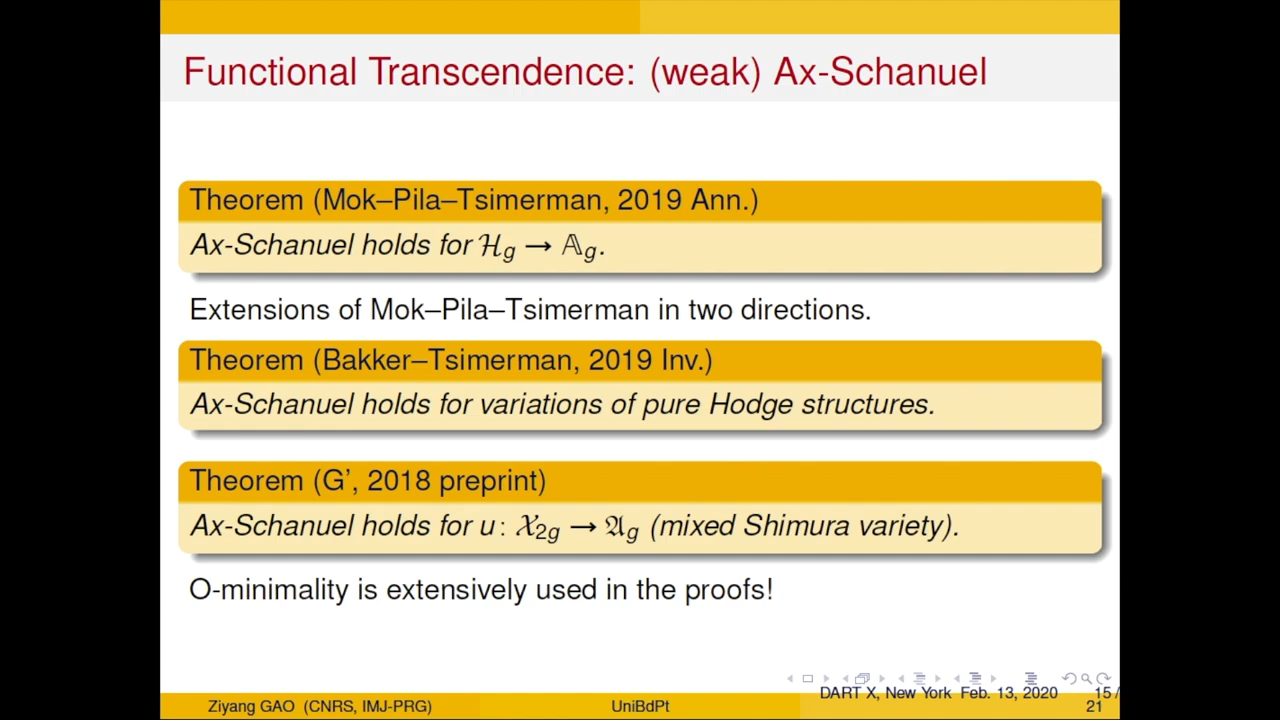 Functional Transcendence: (weak) Ax-Schanuel
Theorem (Mok–Pila–Tsimerman, 2019 Ann.)
Ax-Schanuel holds for ℋg → 𝔸g.
Extensions of Mok–Pila–Tsimerman in two directions.
Theorem (Bakker–Tsimerman, 2019 Inv.)
Ax-Schanuel holds for variations of pure Hodge structures.
Theorem (G', 2018 preprint)
Ax-Schanuel holds for u: 𝒳2g → 𝔄g (mixed Shimura variety).
O-minimality is extensively used in the proofs!
DART X, New York Feb. 13, 2020 15 /
Ziyang GAO (CNRS, IMJ-PRG) UniBdPt 21